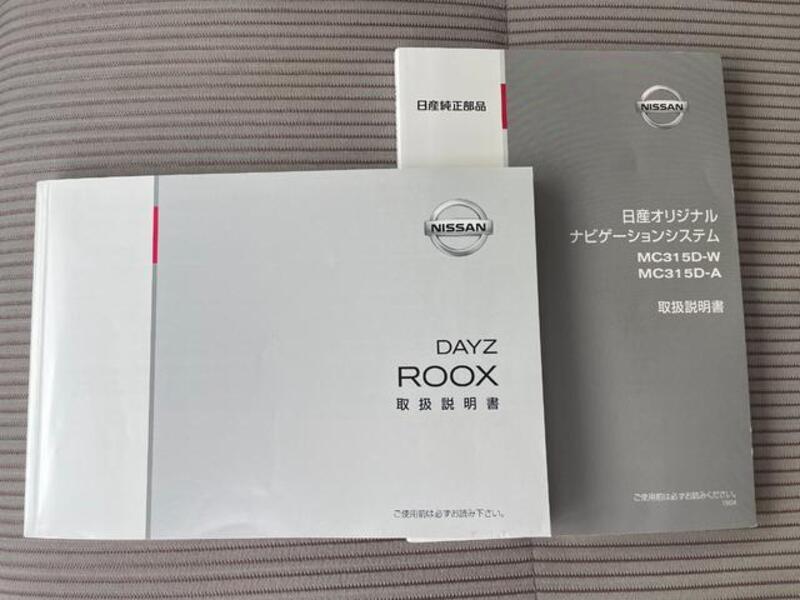 NISSAN
DAYZ
ROOX
取扱説明書
ご使用前は必ずお読み下さい。
日産純正部品
NISSAN
日産オリジナル
ナビゲーションシステム
MC315D-W
MC315D-A
取扱説明書
ご使用前は必ずお読みください。